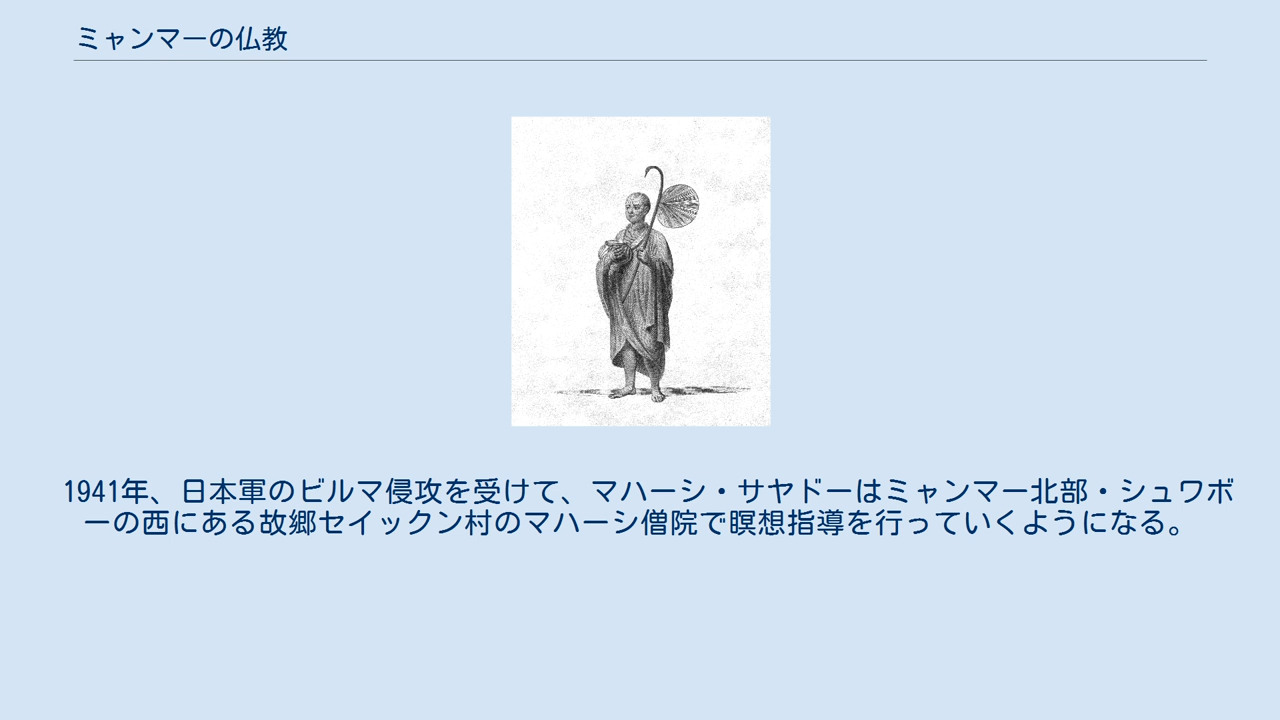 ミャンマーの仏教
1941年、日本軍のビルマ侵攻を受けて、マハーシ・サヤドーはミャンマー北部・シュワボ
ーの西にある故郷セイックン村のマハーシ僧院で瞑想指導を行っていくようになる。